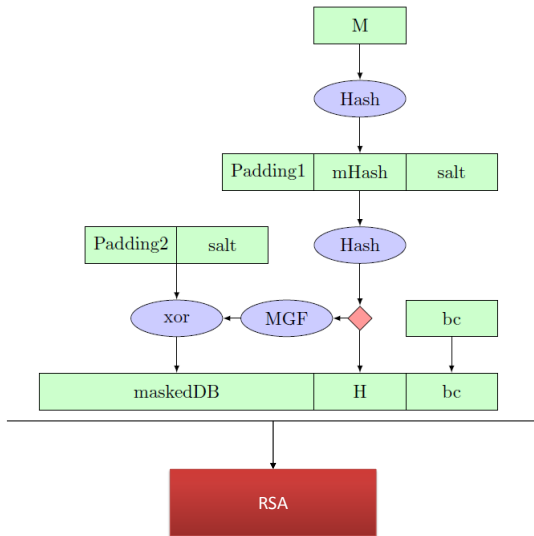 M
Hash
Padding1 mHash salt
Padding2 salt Hash
xor MGF bc
maskedDB H bc
RSA